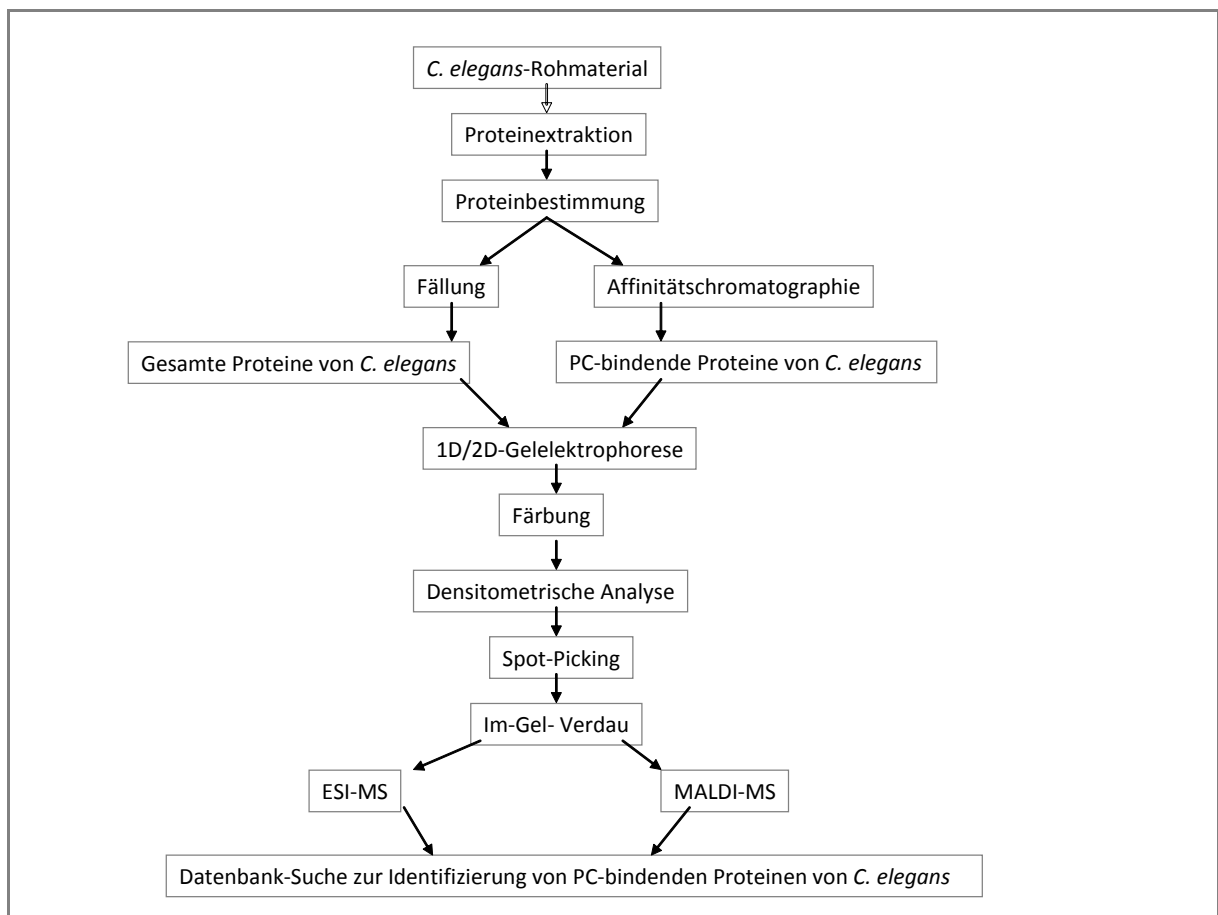 C. elegans-Rohmaterial
Proteinextraktion
Proteinbestimmung
Fällung
Affinitätschromatographie
Gesamte Proteine von C. elegans
PC-bindende Proteine von C. elegans
1D/2D-Gelelektrophorese
Färbung
Densitometrische Analyse
Spot-Picking
Im-Gel- Verdau
ESI-MS
MALDI-MS
Datenbank-Suche zur Identifizierung von PC-bindenden Proteinen von C. elegans